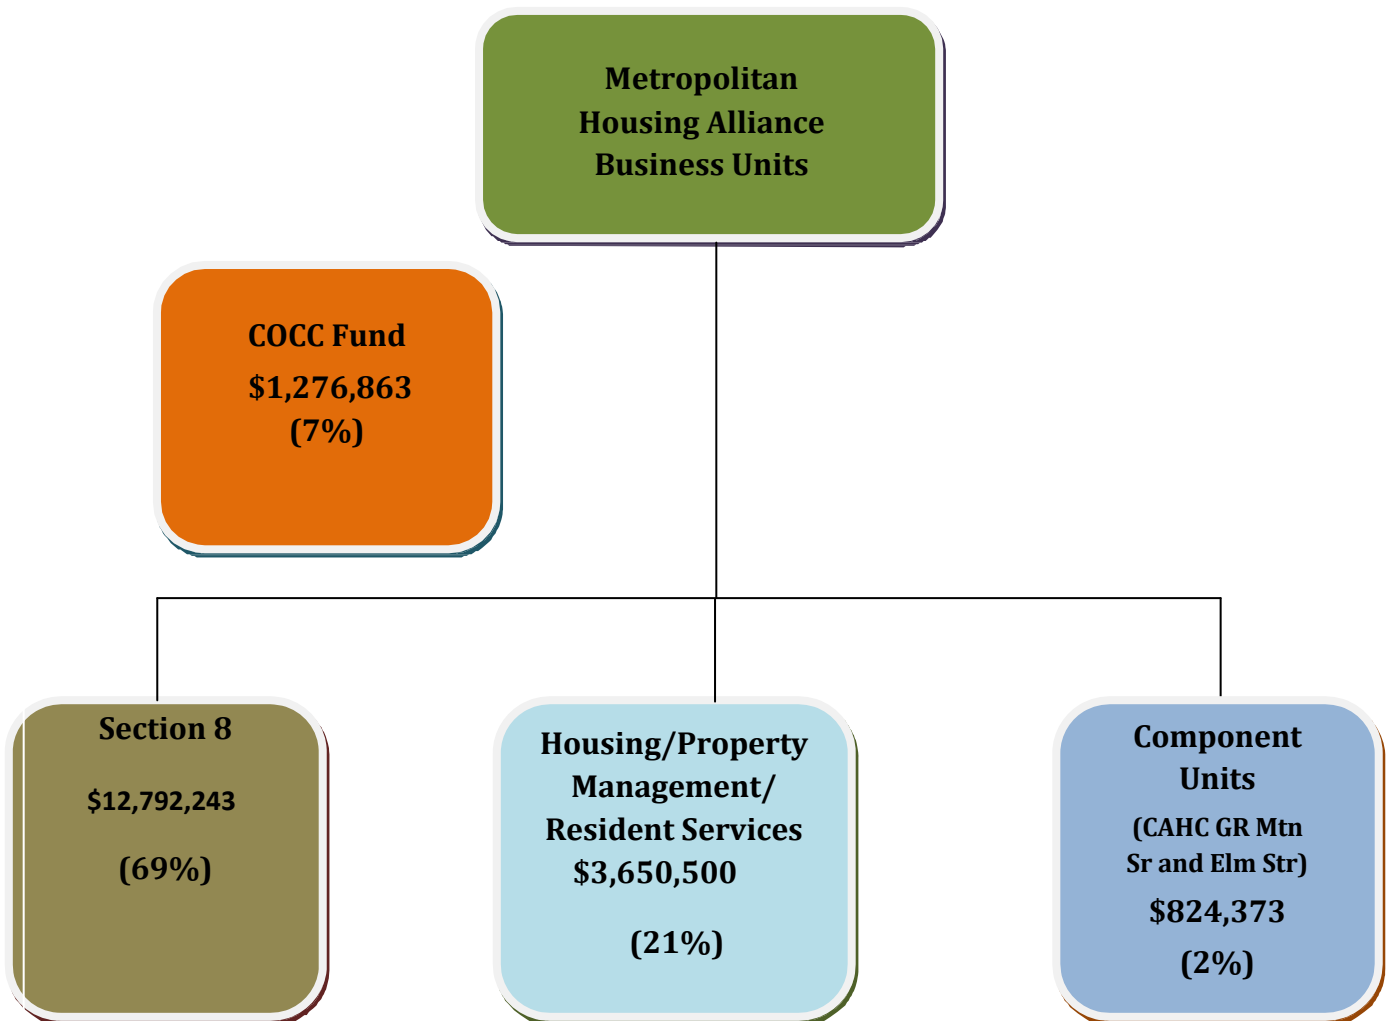 Metropolitan
Housing Alliance
Business Units
COCC Fund
$1,276,863
(7%)
Section 8
$12,792,243
(69%)
Housing/Property
Management/
Resident Services
$3,650,500
(21%)
Component
Units
(CAHC GR Mtn
Sr and Elm Str)
$824,373
(2%)